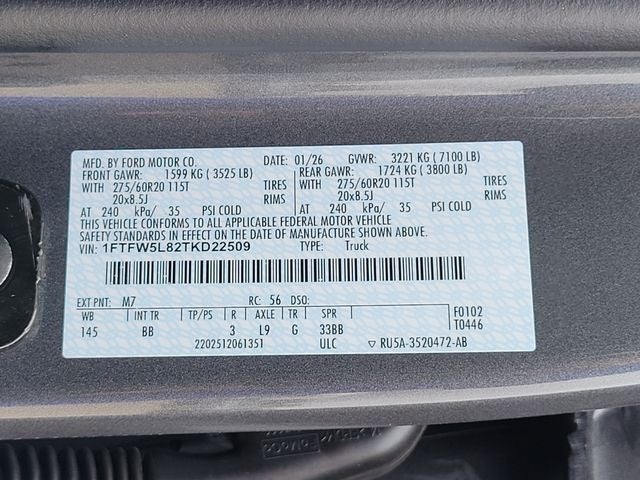 MFD. BY FORD MOTOR CO. DATE: 01/26 GVWR: 3221 KG ( 7100 LB)
FRONT GAWR: 1599 KG ( 3525 LB) REAR GAWR: 1724 KG ( 3800 LB)
WITH 275/60R20 115T TIRES WITH 275/60R20 115T TIRES
20x8.5J RIMS 20x8.5J RIMS
AT 240 kPa/ 35 PSI COLD AT 240 kPa/ 35 PSI COLD
THIS VEHICLE CONFORMS TO ALL APPLICABLE FEDERAL MOTOR VEHICLE
SAFETY STANDARDS IN EFFECT ON THE DATE OF MANUFACTURE SHOWN ABOVE.
VIN: 1FTFW5L82TKD22509 TYPE: Truck
EXT PNT: M7 RC: 56 DSO: F0102
WB INT TR TP/PS R AXLE TR SPR T0446
145 BB 3 L9 G 33BB
2202512061351 ULC ▽ RU5A-3520472-AB
FoMoCo